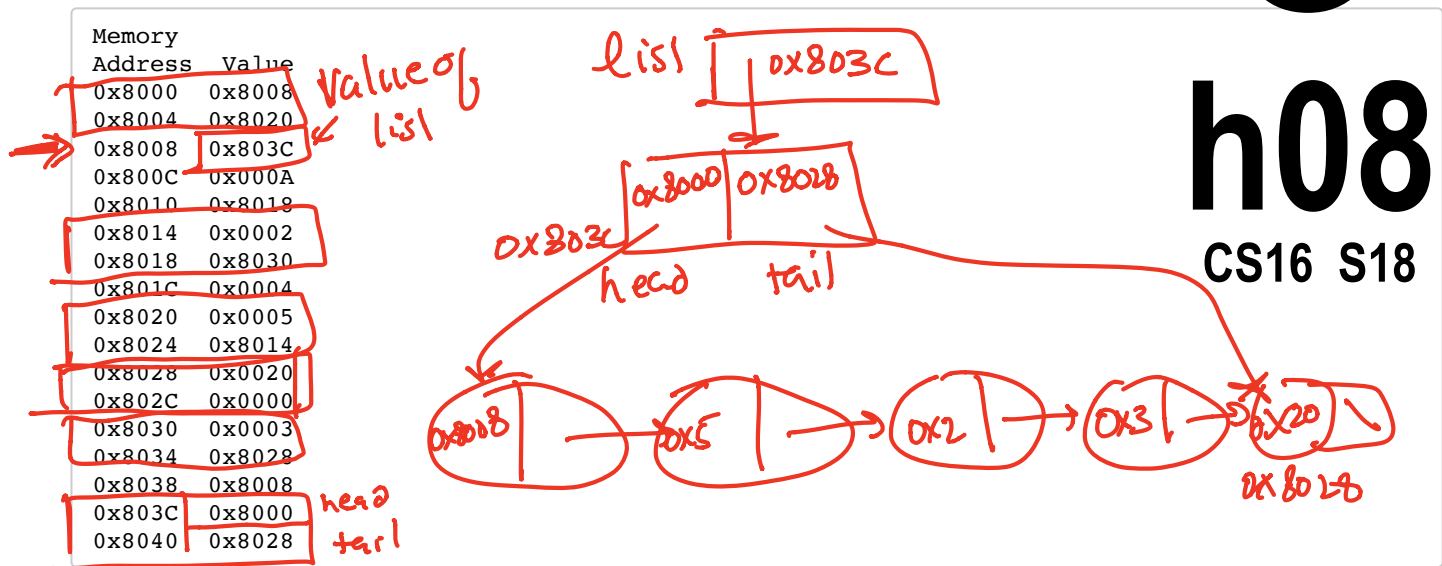 Memory
Address Value
0x8000 0x8008
0x8004 0x8020
0x8008 0x803C
0x800C 0x000A
0x8010 0x8018
0x8014 0x0002
0x8018 0x8030
0x801C 0x0004
0x8020 0x0005
0x8024 0x8014
0x8028 0x0020
0x802C 0x0000
0x8030 0x0003
0x8034 0x8028
0x8038 0x8008
0x803C 0x8000 head
0x8040 0x8028 tail
Value of
list
list 0x803C
0x8000 0x8028
0x803C
head tail
0x8008 0x5 0x2 0x3 0x20
0x8028
h08
CS16 S18